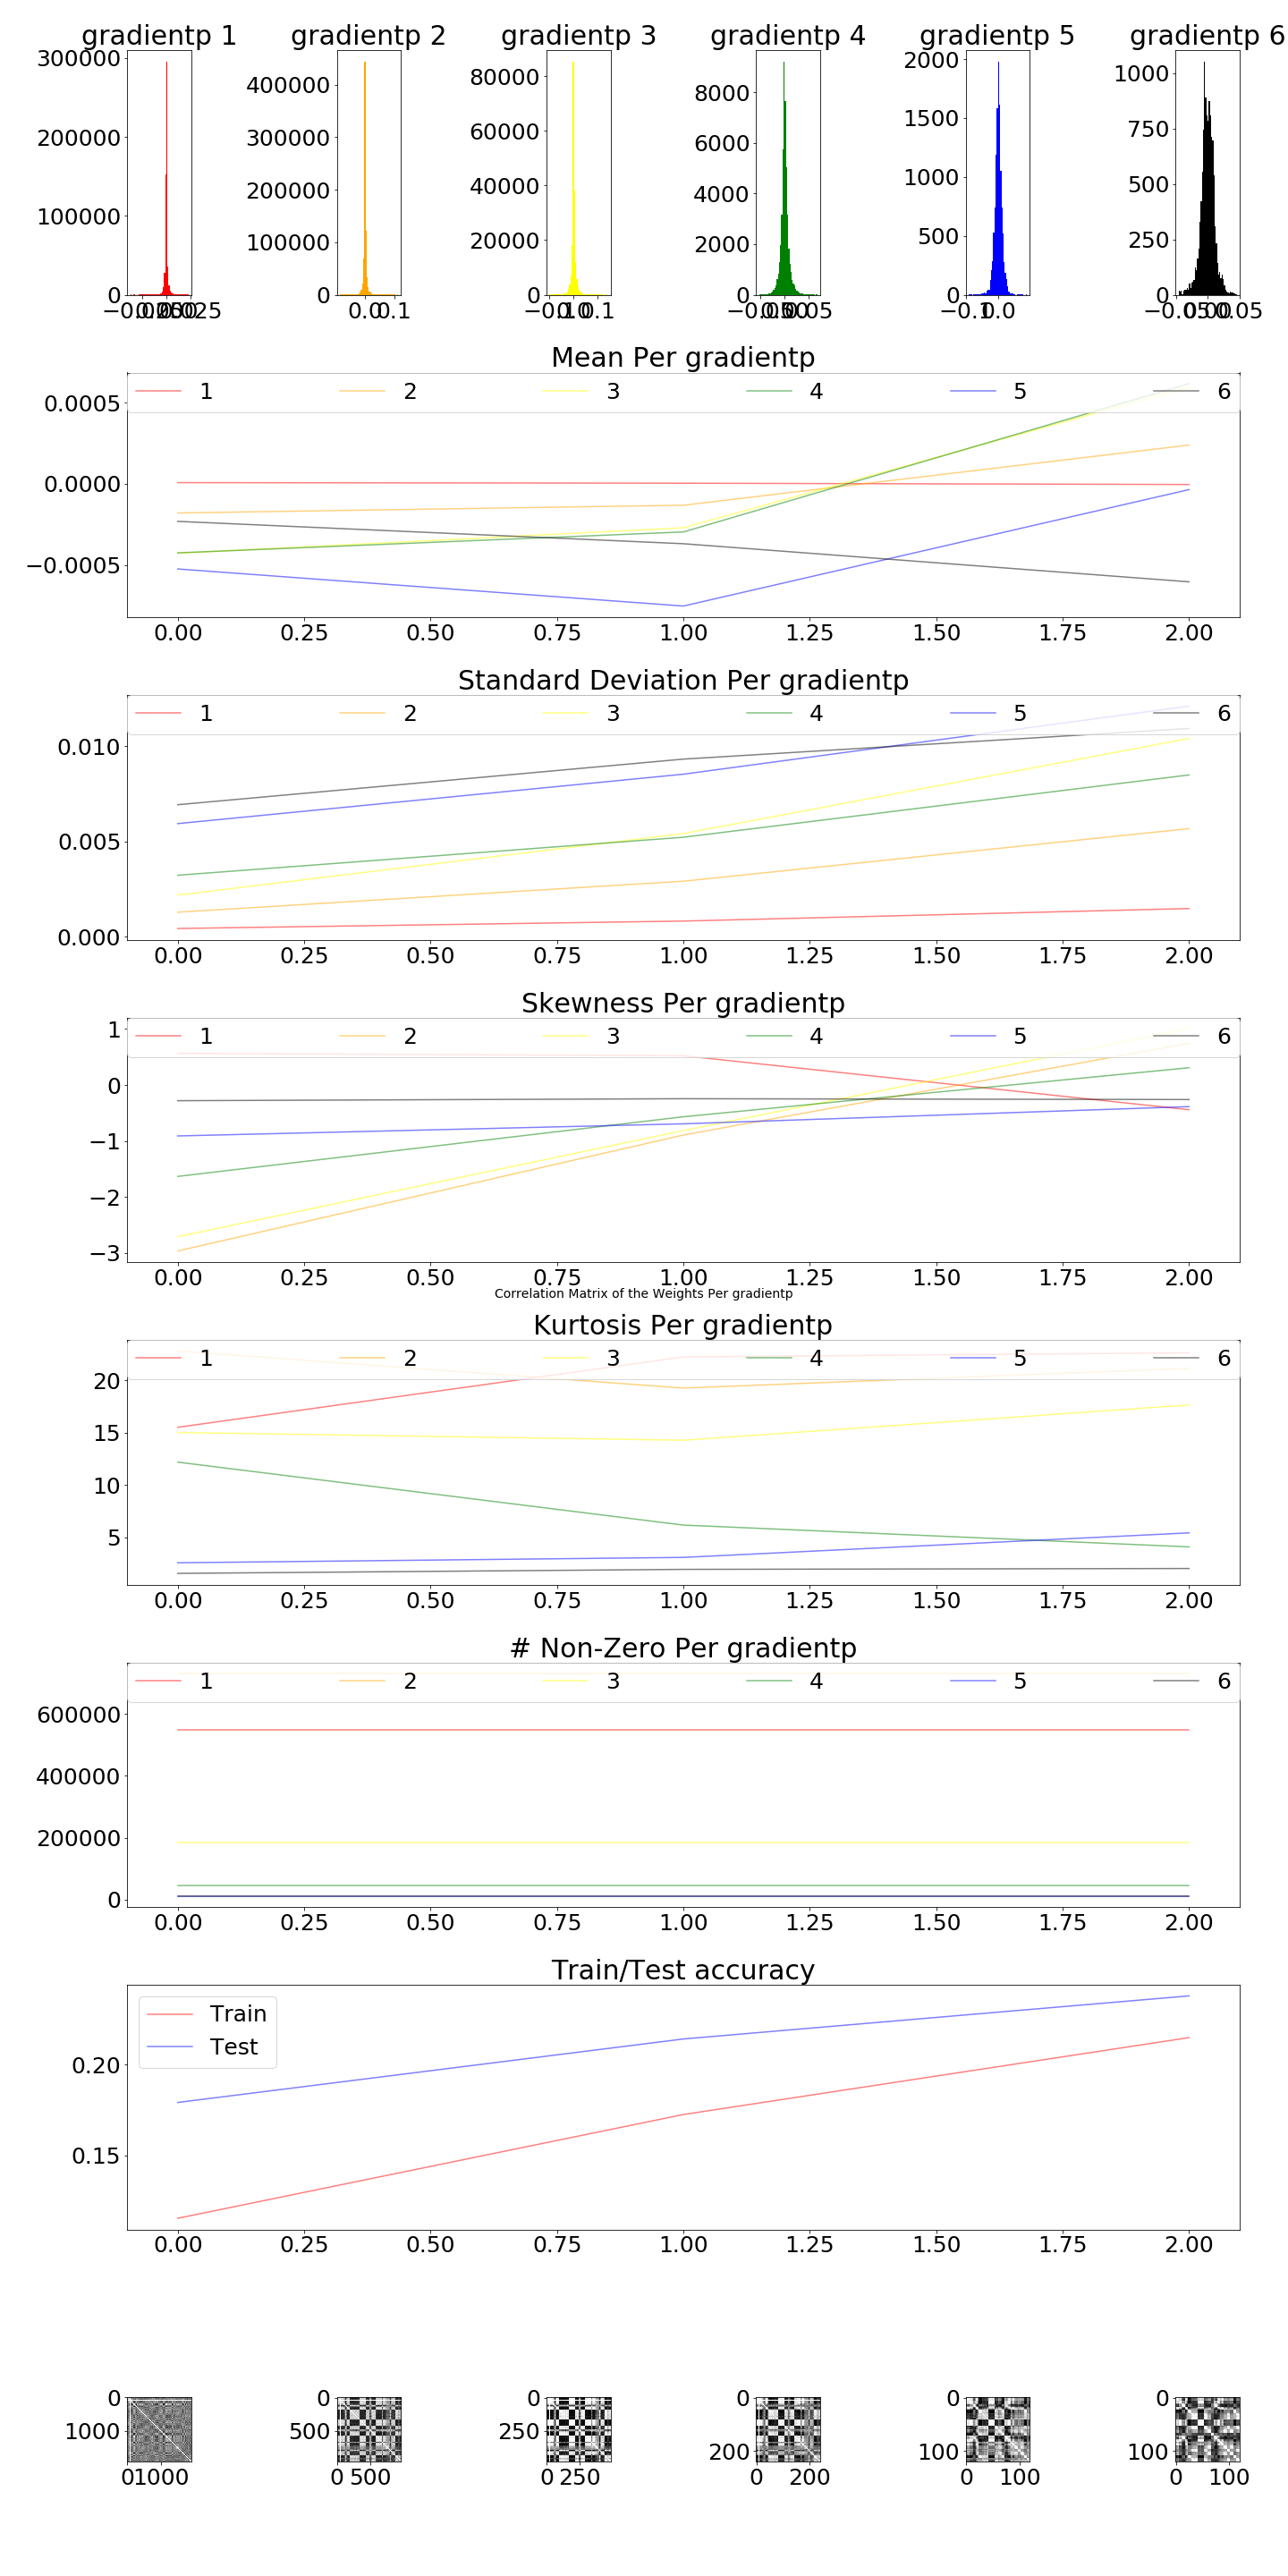 gradientp 1 gradientp 2 gradientp 3 gradientp 4 gradientp 5 gradientp 6
300000
200000
100000
0
400000
300000
200000
100000
0
0.0 0.1
80000
60000
40000
20000
0
0.1
8000
6000
4000
2000
0
2000
1500
1000
500
0
−0.1 0.0
1000
750
500
250
0
Mean Per gradientp
1 2 3 4 5 6
0.0005
0.0000
−0.0005
0.00 0.25 0.50 0.75 1.00 1.25 1.50 1.75 2.00
Standard Deviation Per gradientp
1 2 3 4 5 6
0.010
0.005
0.000
0.00 0.25 0.50 0.75 1.00 1.25 1.50 1.75 2.00
Skewness Per gradientp
1 2 3 4 5 6
1
0
−1
−2
−3
0.00 0.25 0.50 0.75 1.00 1.25 1.50 1.75 2.00
Correlation Matrix of the Weights Per gradientp
Kurtosis Per gradientp
1 2 3 4 5 6
20
15
10
5
0.00 0.25 0.50 0.75 1.00 1.25 1.50 1.75 2.00
# Non-Zero Per gradientp
1 2 3 4 5 6
600000
400000
200000
0
0.00 0.25 0.50 0.75 1.00 1.25 1.50 1.75 2.00
Train/Test accuracy
Train
Test
0.20
0.15
0.00 0.25 0.50 0.75 1.00 1.25 1.50 1.75 2.00
0 0 0 0 0 0
1000 500 250 200 100 100
0 1000 0 500 0 250 0 200 0 100 0 100